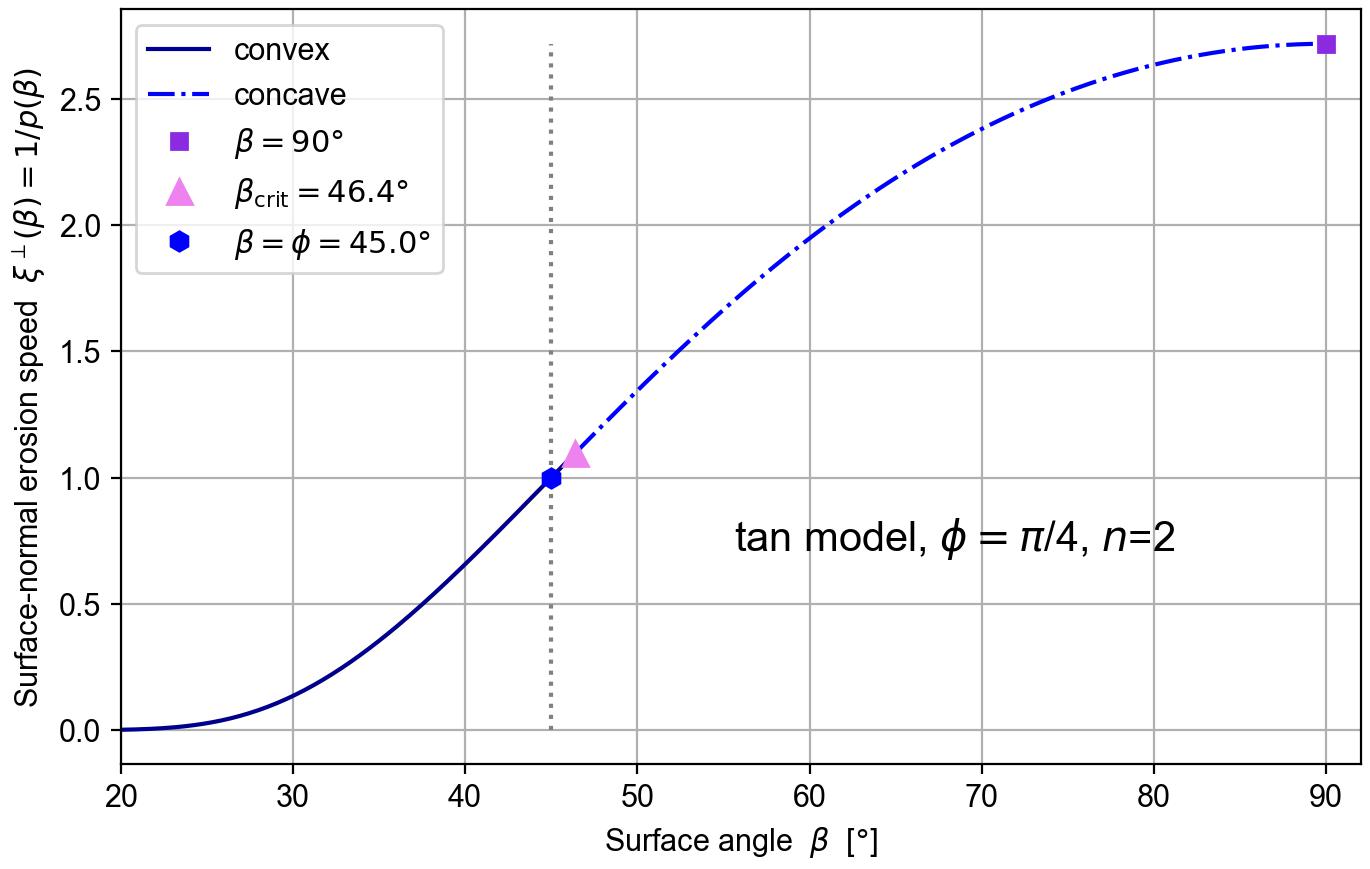 convex
concave
β = 90°
β_crit = 46.4°
β = ϕ = 45.0°
Surface-normal erosion speed ξ^⊥(β) = 1/p(β)
2.5
2.0
1.5
1.0
0.5
0.0
tan model, ϕ = π/4, n=2
20 30 40 50 60 70 80 90
Surface angle β [°]